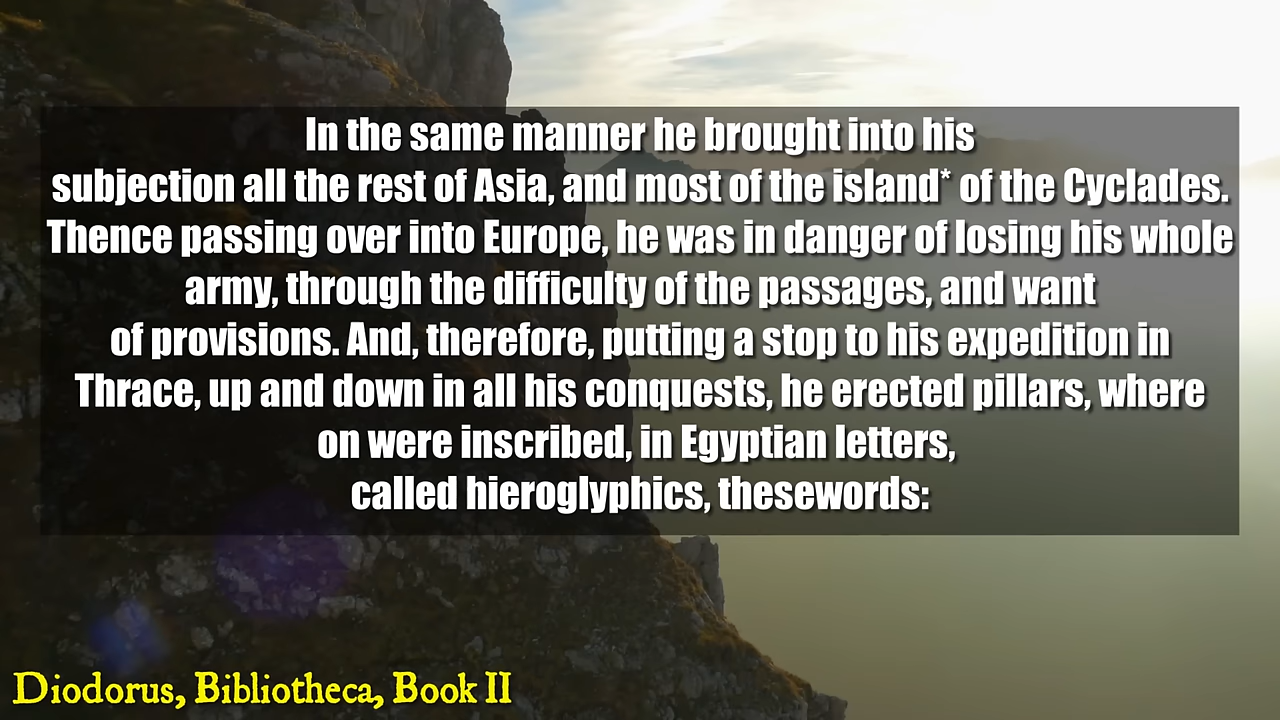 In the same manner he brought into his
subjection all the rest of Asia, and most of the island* of the Cyclades.
Thence passing over into Europe, he was in danger of losing his whole
army, through the difficulty of the passages, and want
of provisions. And, therefore, putting a stop to his expedition in
Thrace, up and down in all his conquests, he erected pillars, where
on were inscribed, in Egyptian letters,
called hieroglyphics, thesewords:
Diodorus, Bibliotheca, Book II